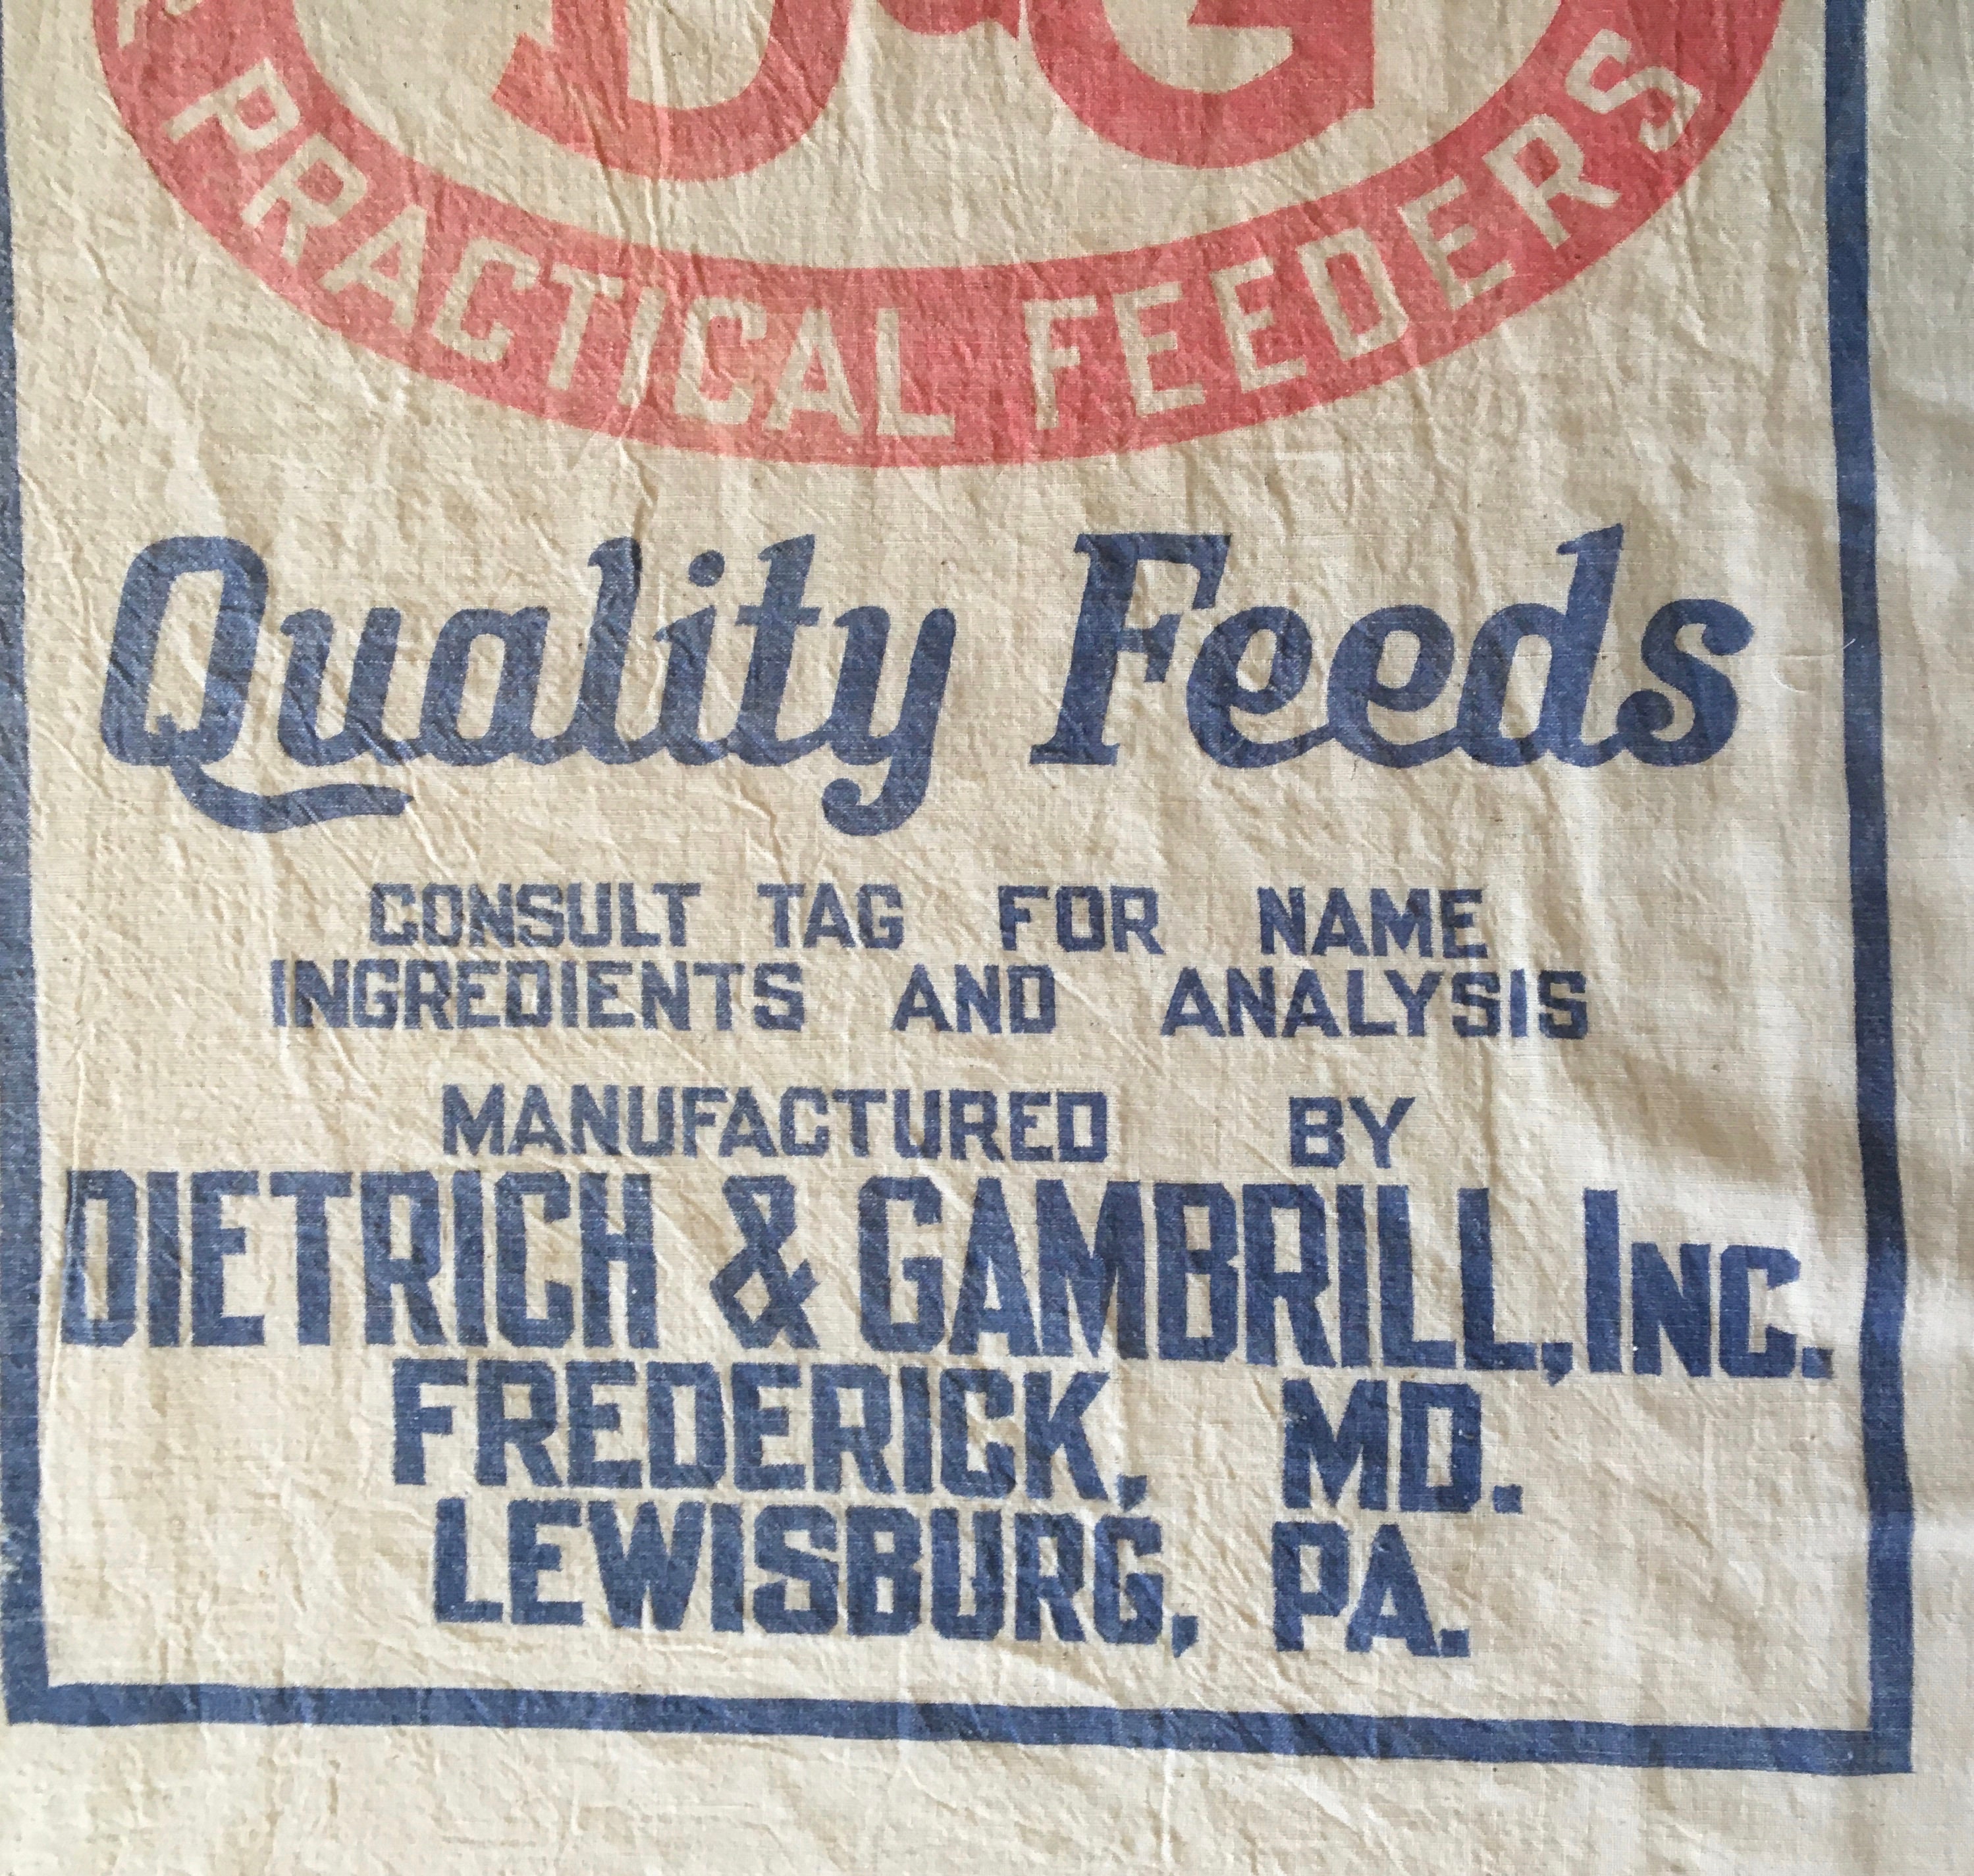 D&G
PRACTICAL FEEDERS
Quality Feeds
CONSULT TAG FOR NAME
INGREDIENTS AND ANALYSIS
MANUFACTURED BY
DIETRICH & GAMBRILL, INC.
FREDERICK, MD.
LEWISBURG, PA.